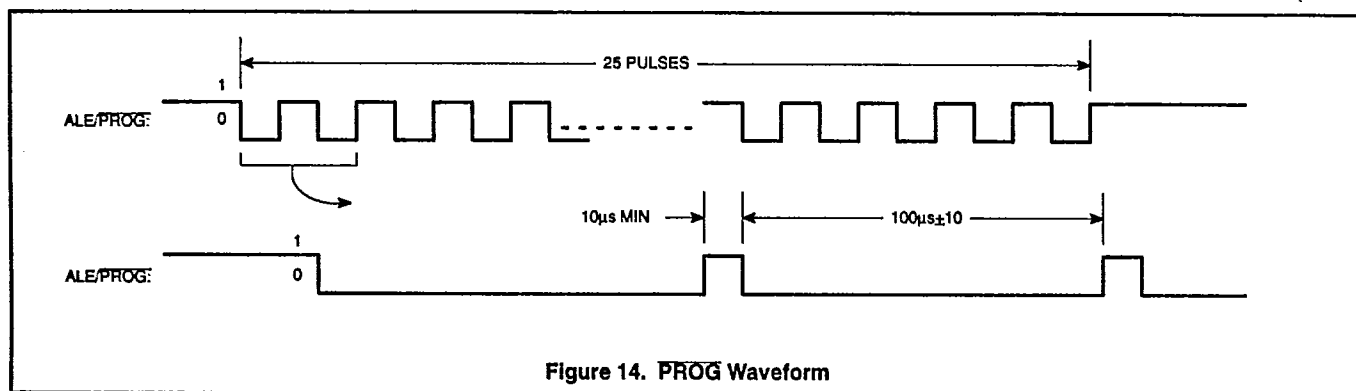 25 PULSES
1
ALE/PROG:
0
10µs MIN
100µs±10
1
ALE/PROG:
0
Figure 14. PROG Waveform